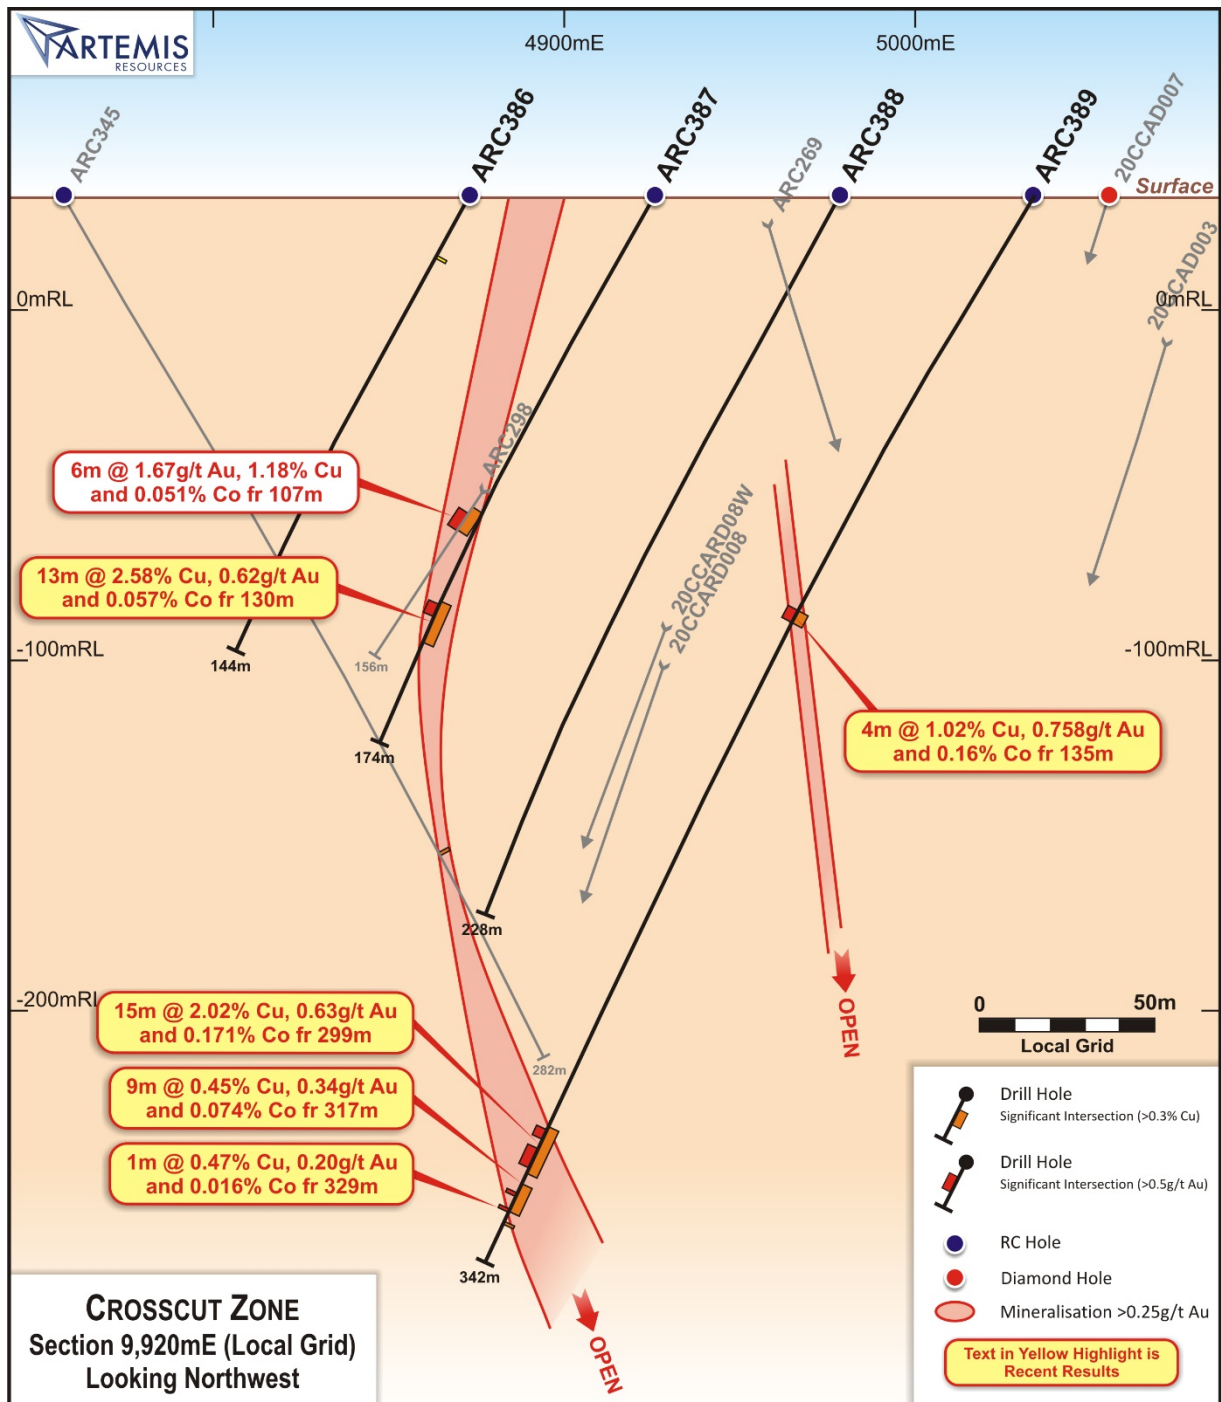 ARTEMIS
RESOURCES
4900mE
5000mE
ARC345
ARC386
ARC387
ARC269
ARC388
ARC389
20CCAD007
Surface
20CCAD003
0mRL
0mRL
ARC298
6m @ 1.67g/t Au, 1.18% Cu
and 0.051% Co fr 107m
20CCARD08W
20CCARD008
13m @ 2.58% Cu, 0.62g/t Au
and 0.057% Co fr 130m
-100mRL
-100mRL
144m
156m
174m
4m @ 1.02% Cu, 0.758g/t Au
and 0.16% Co fr 135m
228m
-200mRL
15m @ 2.02% Cu, 0.63g/t Au
and 0.171% Co fr 299m
OPEN
0 50m
Local Grid
282m
9m @ 0.45% Cu, 0.34g/t Au
and 0.074% Co fr 317m
1m @ 0.47% Cu, 0.20g/t Au
and 0.016% Co fr 329m
342m
OPEN
Drill Hole
Significant Intersection (>0.3% Cu)
Drill Hole
Significant Intersection (>0.5g/t Au)
RC Hole
Diamond Hole
Mineralisation >0.25g/t Au
Text in Yellow Highlight is
Recent Results
CROSSCUT ZONE
Section 9,920mE (Local Grid)
Looking Northwest